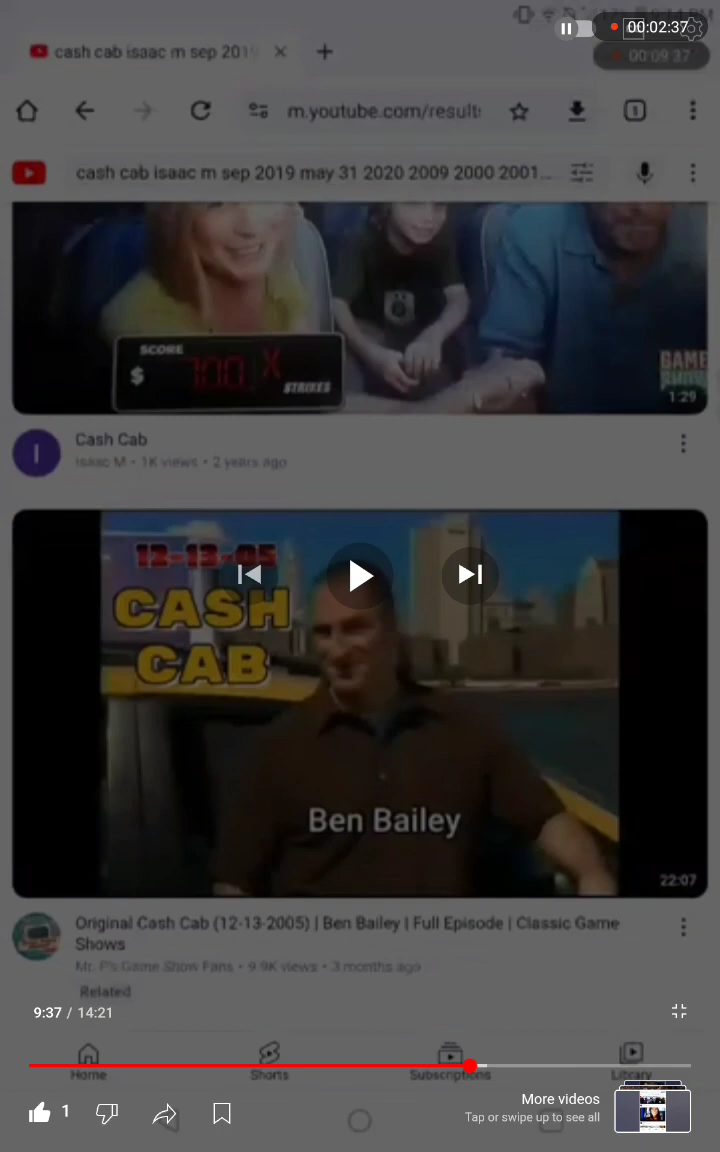 00:02:37
cash cab isaac m sep 201
00:09:37
m.youtube.com/results
1
cash cab isaac m sep 2019 may 31 2020 2009 2000 2001...
SCORE
$ 700 X
STRIKES
GAME
SHOW
1:29
I
Cash Cab
Isaac M • 1K views • 2 years ago
12-13-05
CASH
CAB
Ben Bailey
22:07
Original Cash Cab (12-13-2005) | Ben Bailey | Full Episode | Classic Game
Shows
Mr. P's Game Show Fans • 9.9K views • 3 months ago
Related
9:37 / 14:21
Home
Shorts
Subscriptions
Library
1
More videos
Tap or swipe up to see all